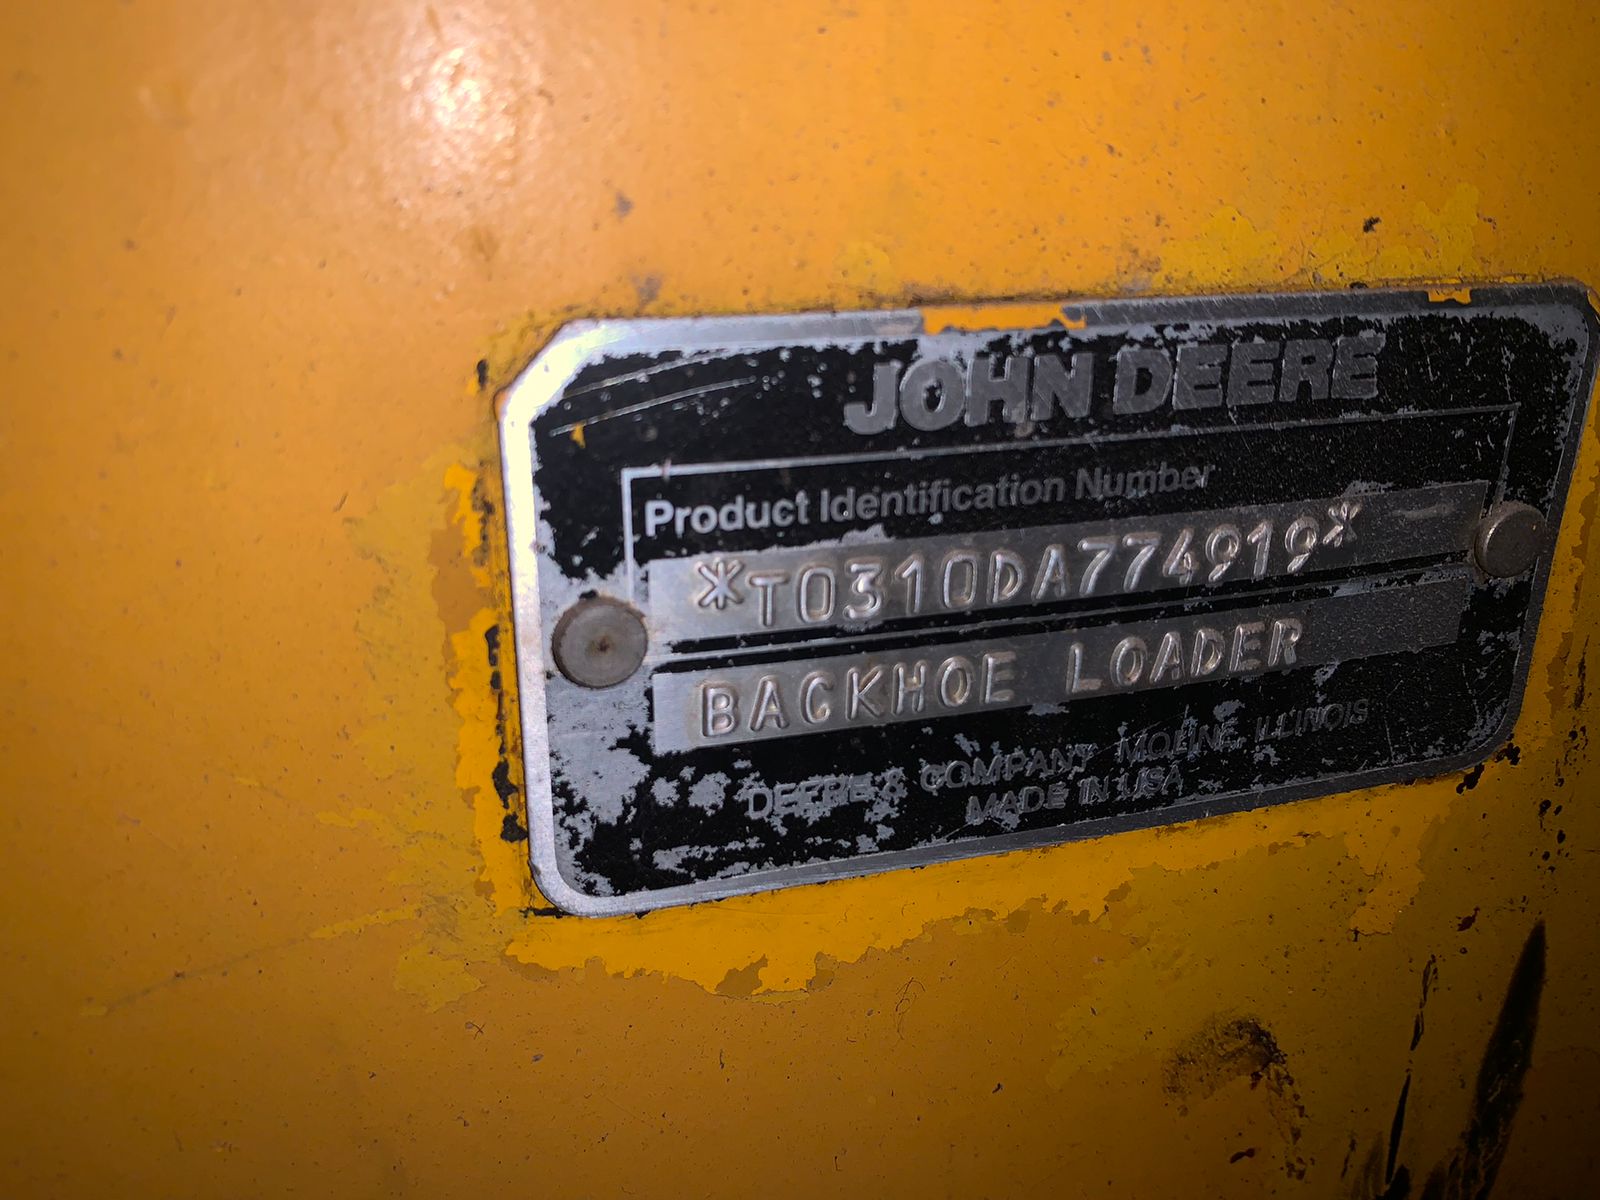 JOHN DEERE
Product Identification Number
*T0310DA774919*
BACKHOE LOADER
DEERE & COMPANY MOLINE, ILLINOIS
MADE IN USA